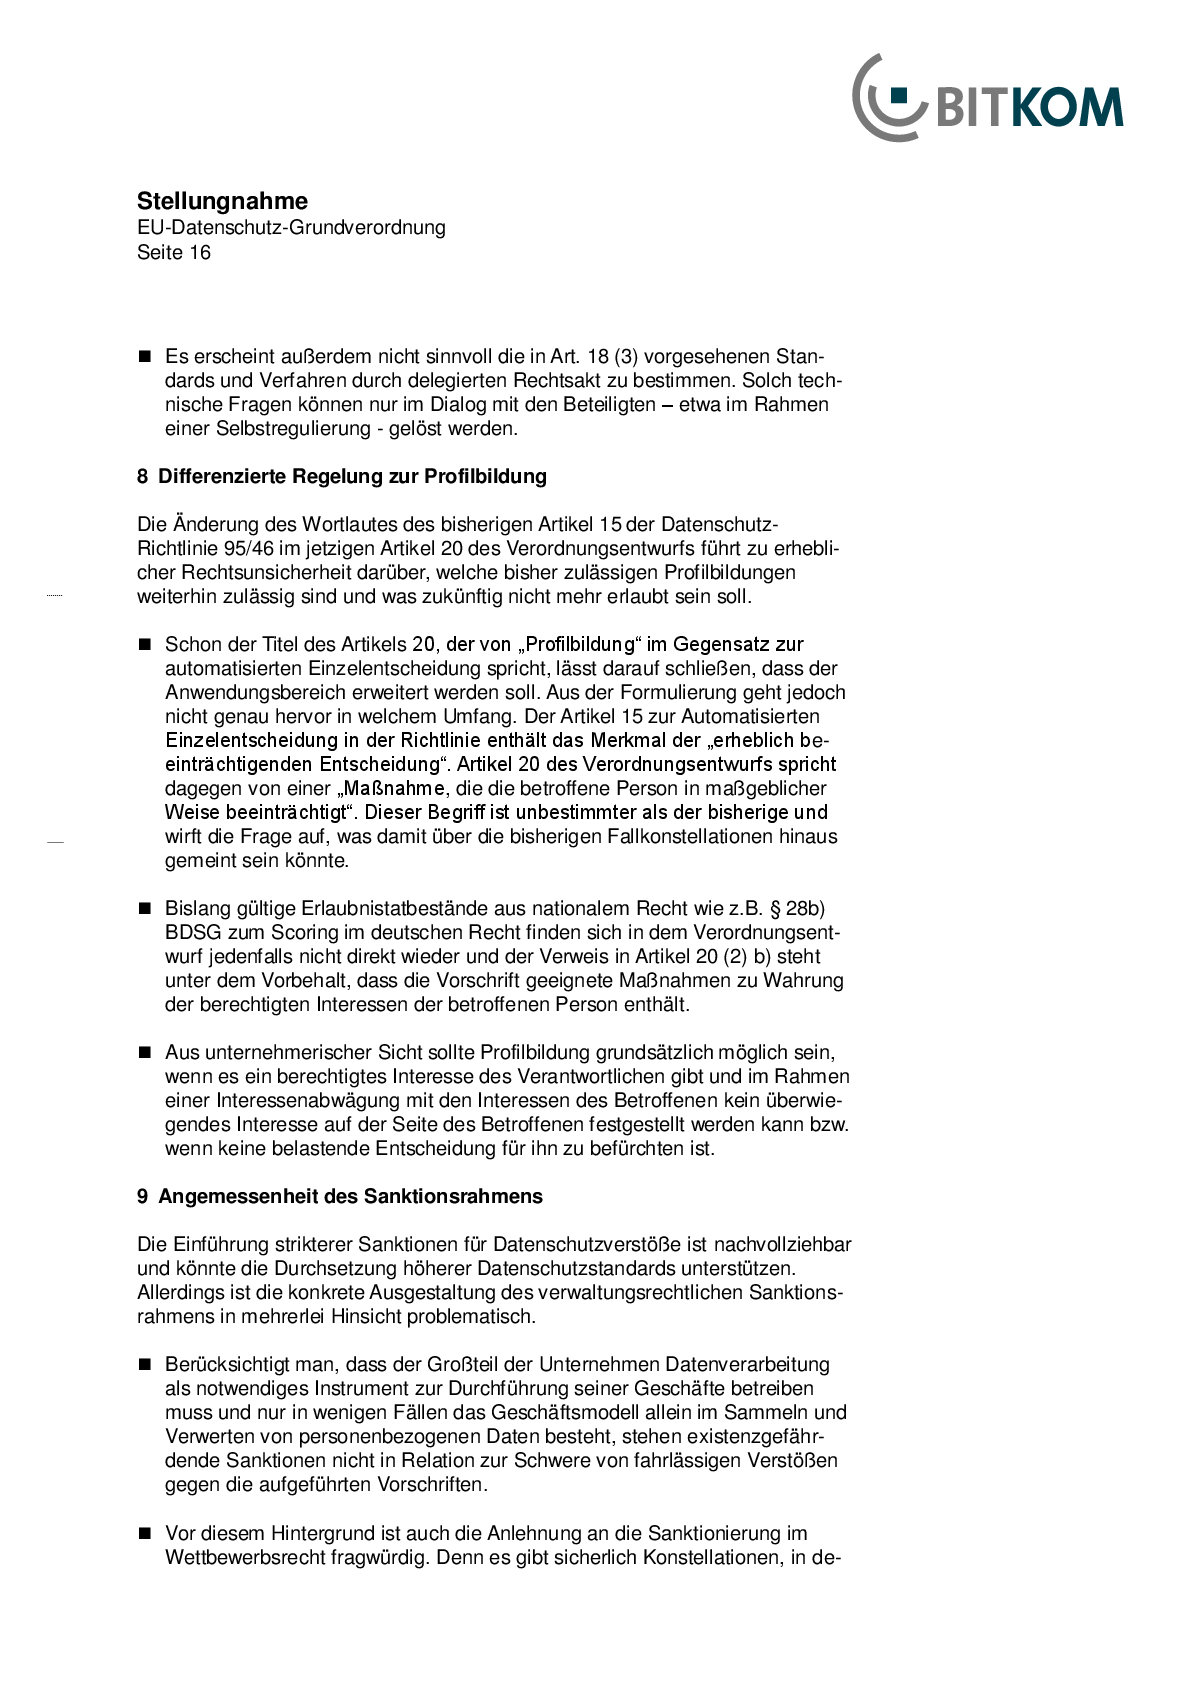 BITKOM
Stellungnahme
EU-Datenschutz-Grundverordnung
Seite 16
■ Es erscheint außerdem nicht sinnvoll die in Art. 18 (3) vorgesehenen Stan-
dards und Verfahren durch delegierten Rechtsakt zu bestimmen. Solch tech-
nische Fragen können nur im Dialog mit den Beteiligten – etwa im Rahmen
einer Selbstregulierung - gelöst werden.
8 Differenzierte Regelung zur Profilbildung
Die Änderung des Wortlautes des bisherigen Artikel 15 der Datenschutz-
Richtlinie 95/46 im jetzigen Artikel 20 des Verordnungsentwurfs führt zu erhebli-
cher Rechtsunsicherheit darüber, welche bisher zulässigen Profilbildungen
weiterhin zulässig sind und was zukünftig nicht mehr erlaubt sein soll.
■ Schon der Titel des Artikels 20, der von „Profilbildung“ im Gegensatz zur
automatisierten Einzelentscheidung spricht, lässt darauf schließen, dass der
Anwendungsbereich erweitert werden soll. Aus der Formulierung geht jedoch
nicht genau hervor in welchem Umfang. Der Artikel 15 zur Automatisierten
Einzelentscheidung in der Richtlinie enthält das Merkmal der „erheblich be-
einträchtigenden Entscheidung“. Artikel 20 des Verordnungsentwurfs spricht
dagegen von einer „Maßnahme, die die betroffene Person in maßgeblicher
Weise beeinträchtigt“. Dieser Begriff ist unbestimmter als der bisherige und
wirft die Frage auf, was damit über die bisherigen Fallkonstellationen hinaus
gemeint sein könnte.
■ Bislang gültige Erlaubnistatbestände aus nationalem Recht wie z.B. § 28b)
BDSG zum Scoring im deutschen Recht finden sich in dem Verordnungsent-
wurf jedenfalls nicht direkt wieder und der Verweis in Artikel 20 (2) b) steht
unter dem Vorbehalt, dass die Vorschrift geeignete Maßnahmen zu Wahrung
der berechtigten Interessen der betroffenen Person enthält.
■ Aus unternehmerischer Sicht sollte Profilbildung grundsätzlich möglich sein,
wenn es ein berechtigtes Interesse des Verantwortlichen gibt und im Rahmen
einer Interessenabwägung mit den Interessen des Betroffenen kein überwie-
gendes Interesse auf der Seite des Betroffenen festgestellt werden kann bzw.
wenn keine belastende Entscheidung für ihn zu befürchten ist.
9 Angemessenheit des Sanktionsrahmens
Die Einführung strikterer Sanktionen für Datenschutzverstöße ist nachvollziehbar
und könnte die Durchsetzung höherer Datenschutzstandards unterstützen.
Allerdings ist die konkrete Ausgestaltung des verwaltungsrechtlichen Sanktions-
rahmens in mehrerlei Hinsicht problematisch.
■ Berücksichtigt man, dass der Großteil der Unternehmen Datenverarbeitung
als notwendiges Instrument zur Durchführung seiner Geschäfte betreiben
muss und nur in wenigen Fällen das Geschäftsmodell allein im Sammeln und
Verwerten von personenbezogenen Daten besteht, stehen existenzgefähr-
dende Sanktionen nicht in Relation zur Schwere von fahrlässigen Verstößen
gegen die aufgeführten Vorschriften.
■ Vor diesem Hintergrund ist auch die Anlehnung an die Sanktionierung im
Wettbewerbsrecht fragwürdig. Denn es gibt sicherlich Konstellationen, in de-